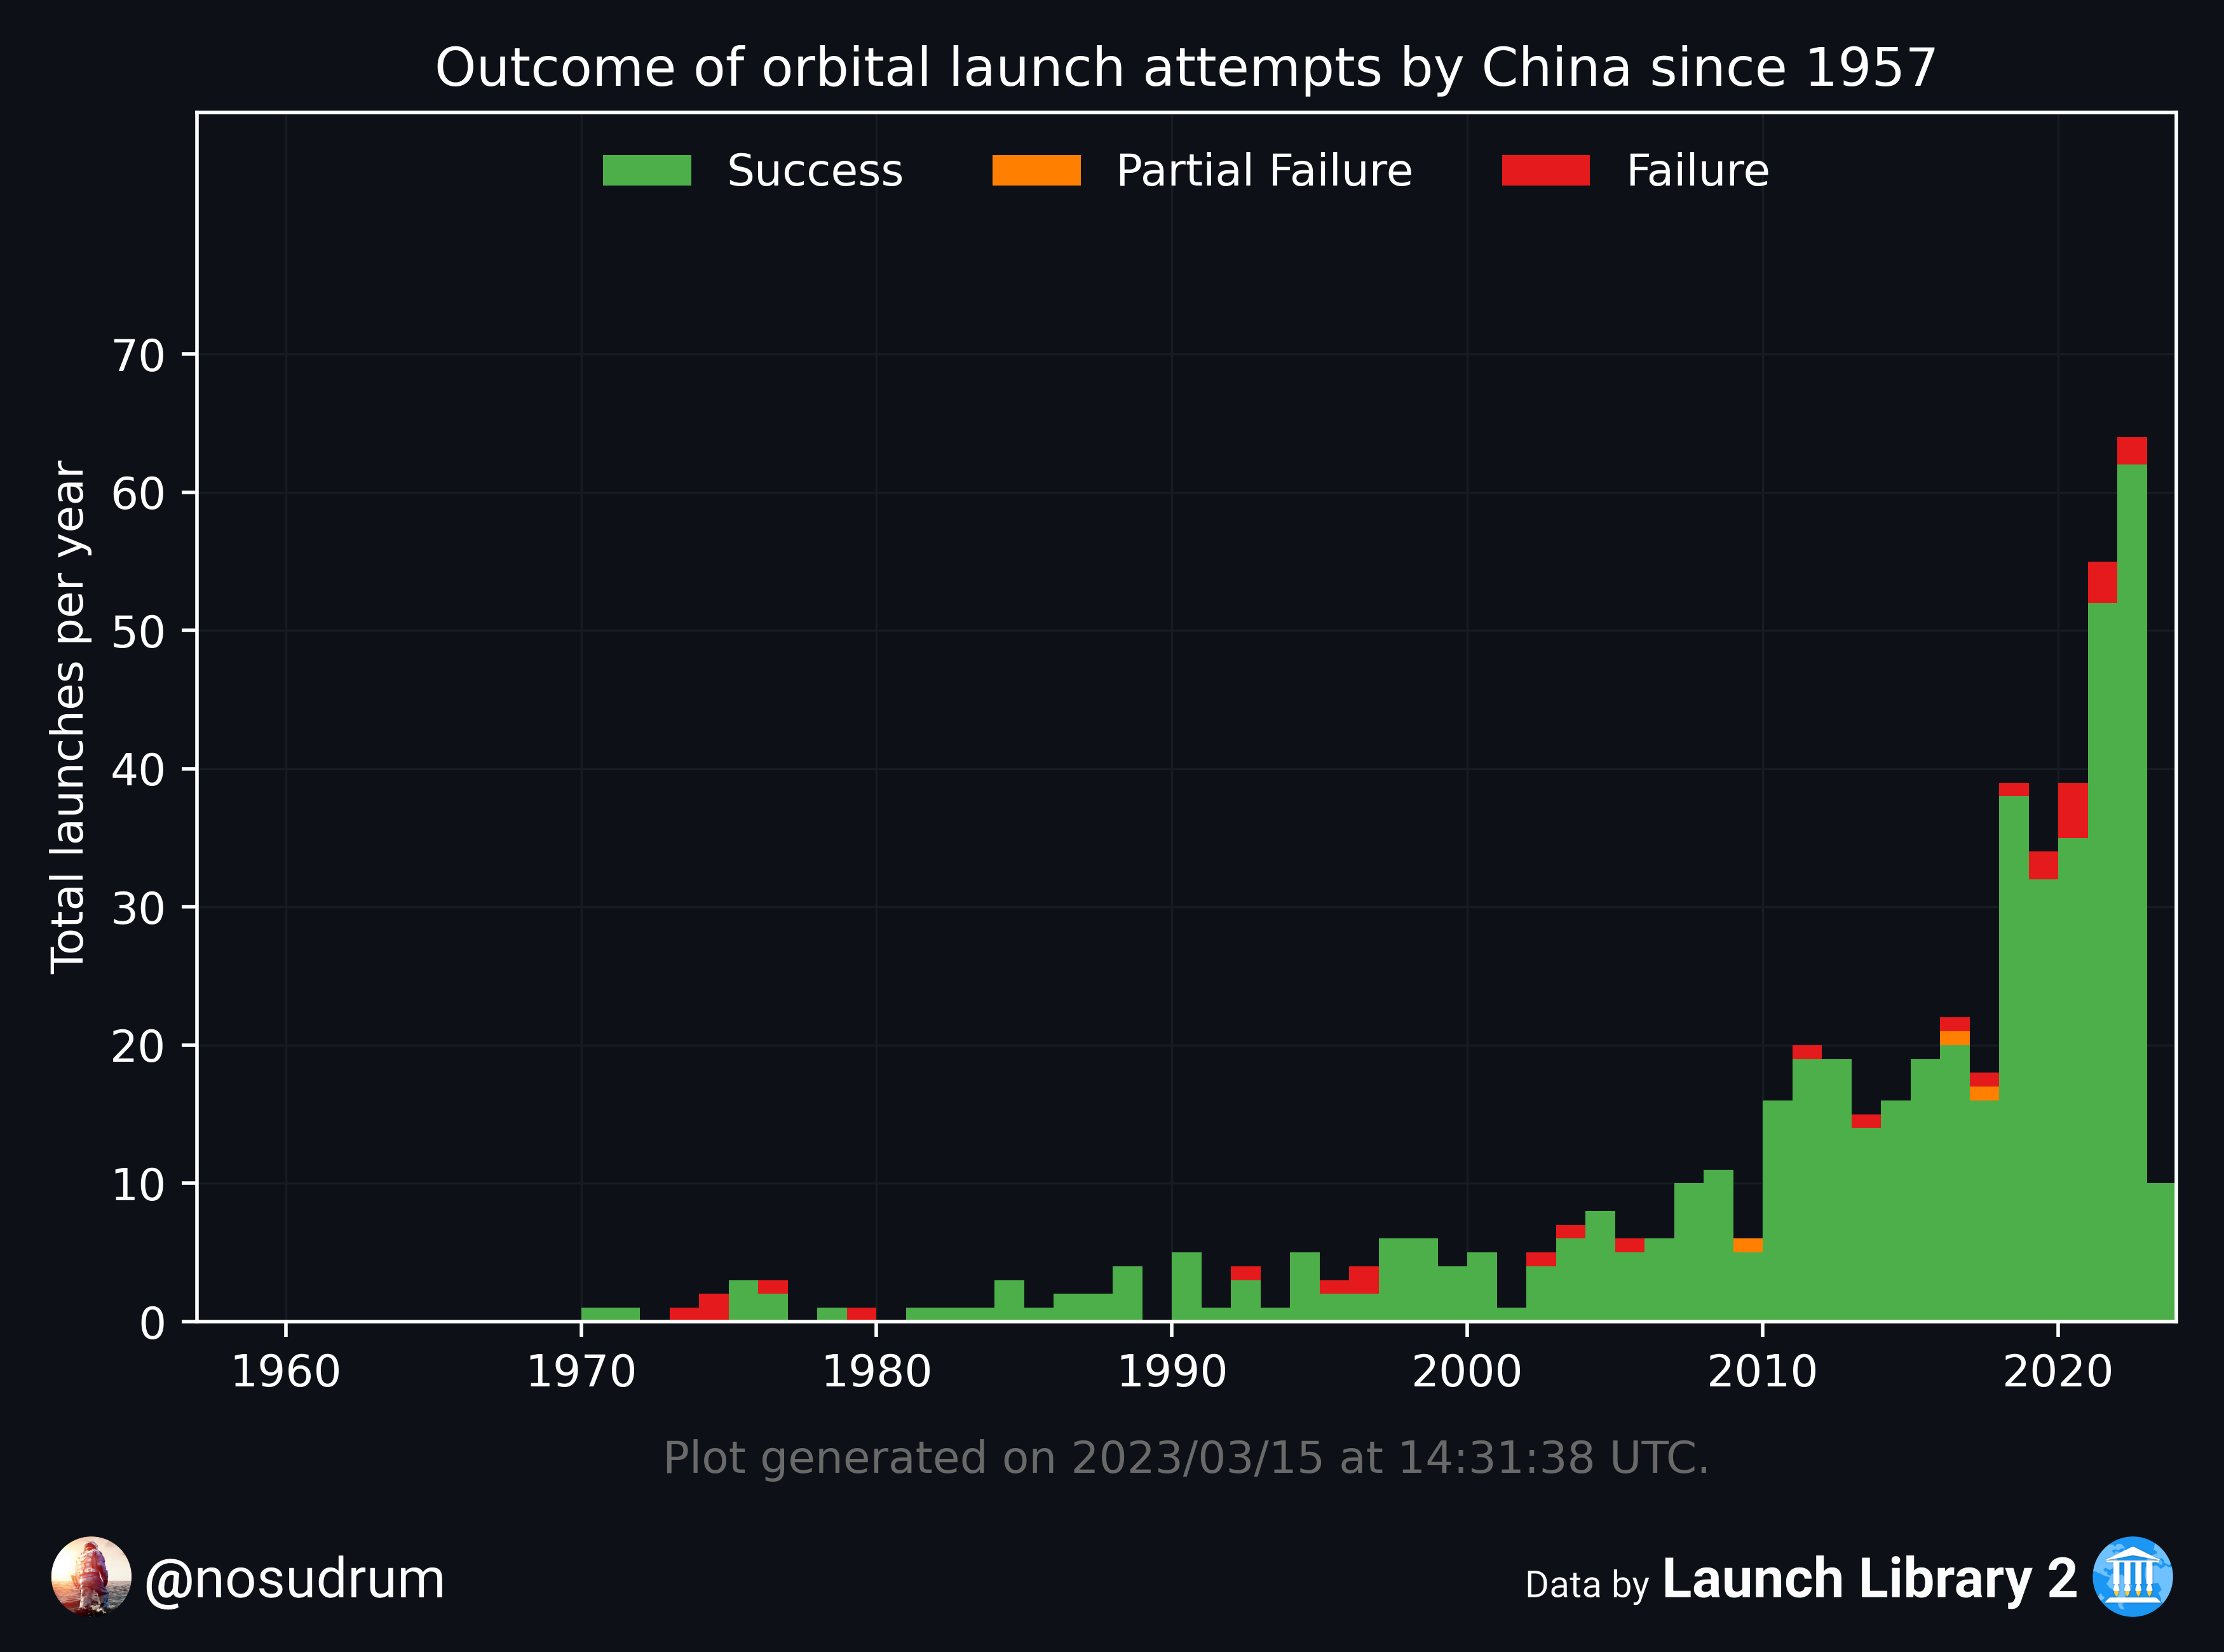 Outcome of orbital launch attempts by China since 1957
Success Partial Failure Failure
Total launches per year
70
60
50
40
30
20
10
0
1960 1970 1980 1990 2000 2010 2020
Plot generated on 2023/03/15 at 14:31:38 UTC.
@nosudrum
Data by Launch Library 2